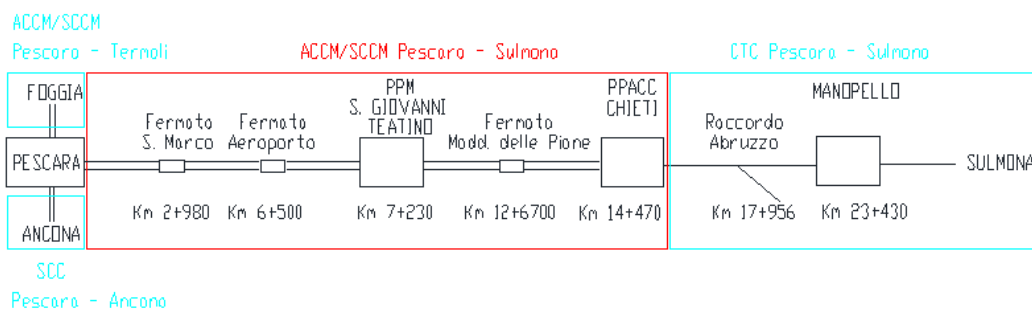 ACCM/SCCM
Pescara - Termoli
ACCM/SCCM Pescara - Sulmona
CTC Pescara - Sulmona
FOGGIA
PPM
S. GIOVANNI
TEATINO
PPACC
CHIETI
MANOPELLO
Fermata
S. Marco
Fermata
Aeroporto
Fermata
Madd. delle Piane
Raccordo
Abruzzo
PESCARA
SULMONA
Km 2+980
Km 6+500
Km 7+230
Km 12+6700
Km 14+470
Km 17+956
Km 23+430
ANCONA
SCC
Pescara - Ancona